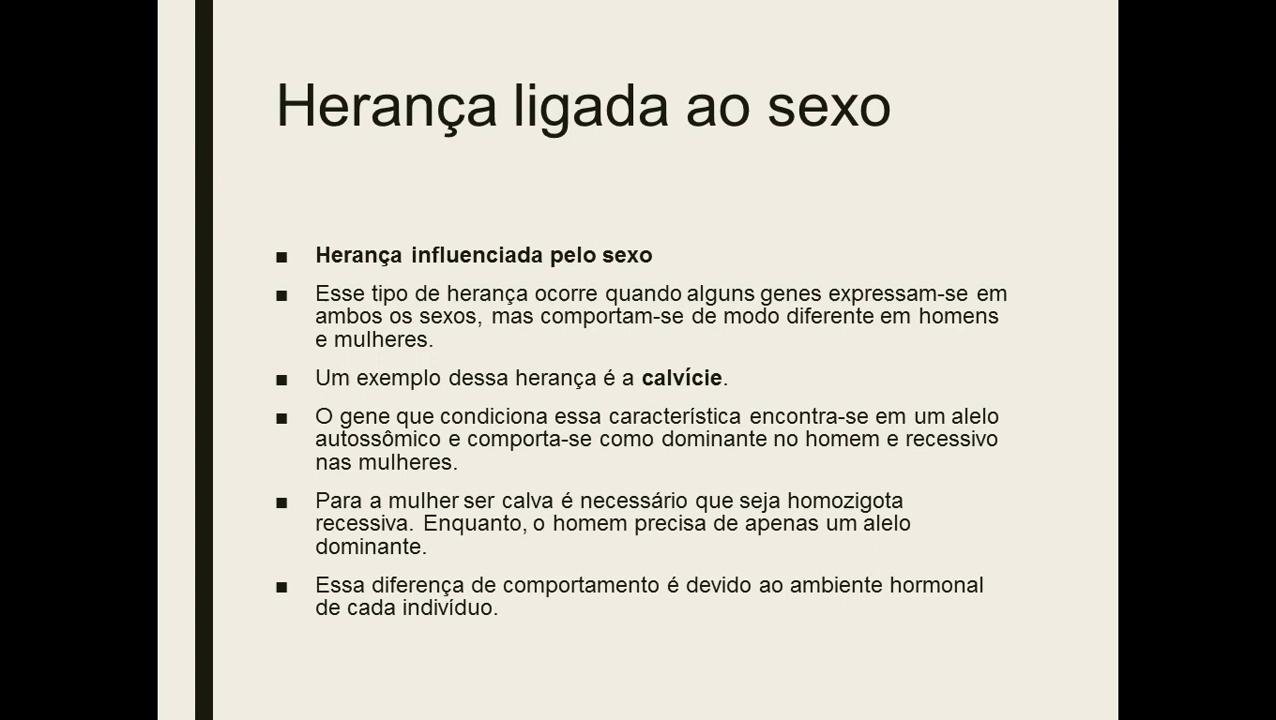 Herança ligada ao sexo
■ Herança influenciada pelo sexo
■ Esse tipo de herança ocorre quando alguns genes expressam-se em
ambos os sexos, mas comportam-se de modo diferente em homens
e mulheres.
■ Um exemplo dessa herança é a calvície.
■ O gene que condiciona essa característica encontra-se em um alelo
autossômico e comporta-se como dominante no homem e recessivo
nas mulheres.
■ Para a mulher ser calva é necessário que seja homozigota
recessiva. Enquanto, o homem precisa de apenas um alelo
dominante.
■ Essa diferença de comportamento é devido ao ambiente hormonal
de cada indivíduo.